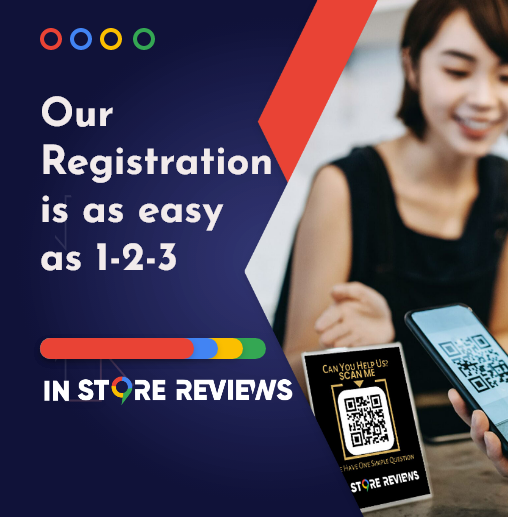 Our
Registration
is as easy
as 1-2-3
IN STORE REVIEWS
CAN YOU HELP US?
SCAN ME
E HAVE ONE SIMPLE QUESTION
STORE REVIEWS